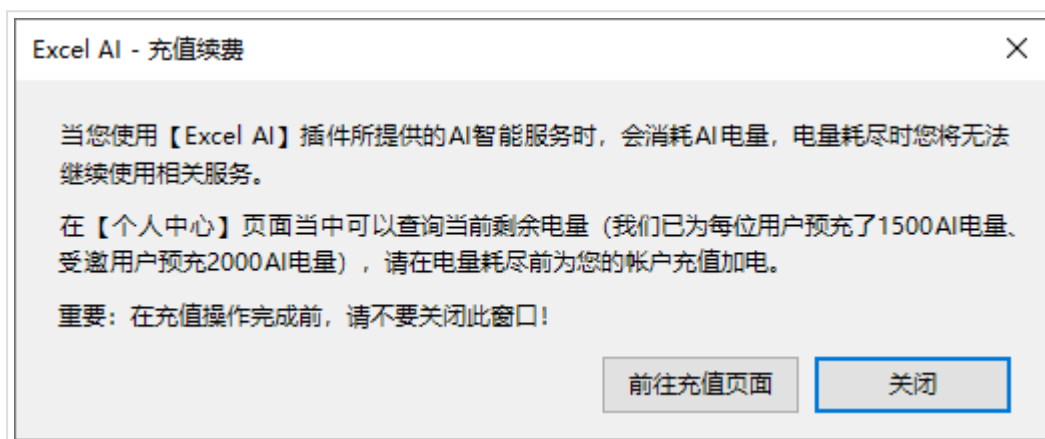 Excel AI - 充值续费
当您使用【Excel AI】插件所提供的AI智能服务时，会消耗AI电量，电量耗尽时您将无法
继续使用相关服务。
在【个人中心】页面当中可以查询当前剩余电量（我们已为每位用户预充了1500AI电量、
受邀用户预充2000AI电量），请在电量耗尽前为您的帐户充值加电。
重要：在充值操作完成前，请不要关闭此窗口！
前往充值页面
关闭